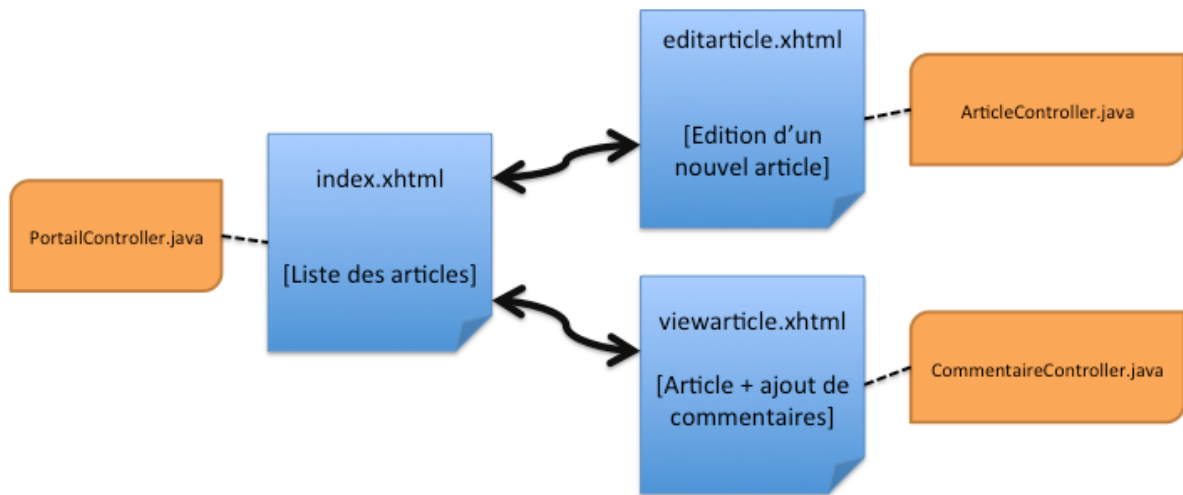 editarticle.xhtml
[Edition d'un
nouvel article]
ArticleController.java
index.xhtml
[Liste des articles]
PortailController.java
viewarticle.xhtml
[Article + ajout de
commentaires]
CommentaireController.java